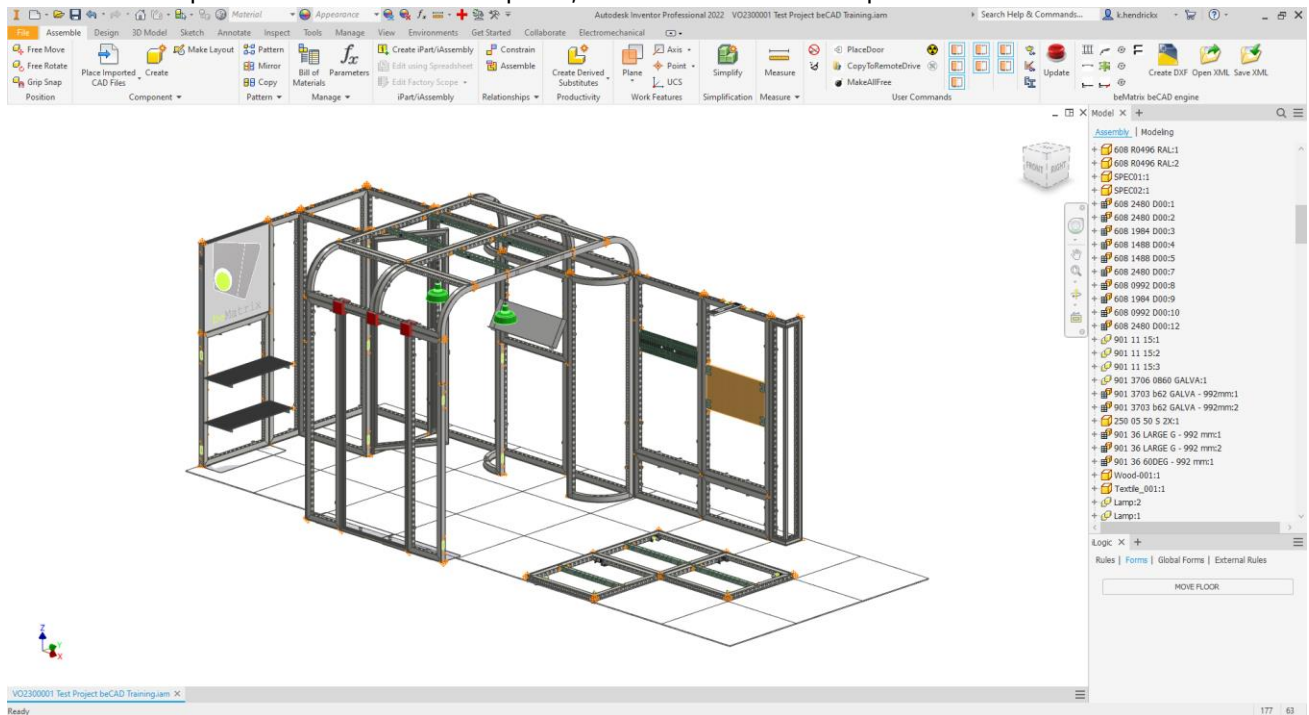 Material
Appearance
Autodesk Inventor Professional 2022 VO2300001 Test Project beCAD Training.iam
Search Help & Commands...
k.hendrickx
File Assemble Design 3D Model Sketch Annotate Inspect Tools Manage View Environments Get Started Collaborate Electromechanical
Free Move
Free Rotate
Grip Snap
Position
Place Imported CAD Files
Create
Make Layout
Component
Pattern
Mirror
Copy
Pattern
Bill of Materials
Parameters
Manage
Create iPart/iAssembly
Edit using Spreadsheet
Edit Factory Scope
iPart/iAssembly
Constrain
Assemble
Relationships
Create Derived Substitutes
Productivity
Plane
Axis
Point
UCS
Work Features
Simplify
Simplification
Measure
Measure
PlaceDoor
CopyToRemoteDrive
MakeAllFree
User Commands
Update
Create DXF Open XML Save XML
beMatrix beCAD engine
Model
Assembly | Modeling
608 R0496 RAL:1
608 R0496 RAL:2
SPEC01:1
SPEC02:1
608 2480 D00:1
608 2480 D00:2
608 1984 D00:3
608 1488 D00:4
608 1488 D00:5
608 2480 D00:7
608 0992 D00:8
608 1984 D00:9
608 0992 D00:10
608 2480 D00:12
901 11 15:1
901 11 15:2
901 11 15:3
901 3706 0860 GALVA:1
901 3703 b62 GALVA - 992mm:1
901 3703 b62 GALVA - 992mm:2
250 05 50 S 2X:1
901 36 LARGE G - 992 mm:1
901 36 LARGE G - 992 mm:2
901 36 60DEG - 992 mm:1
Wood-001:1
Textile_001:1
Lamp:2
Lamp:1
iLogic
Rules | Forms | Global Forms | External Rules
MOVE FLOOR
FRONT RIGHT
beMatrix
Z
Y
X
VO2300001 Test Project beCAD Training.iam
Ready
177 63